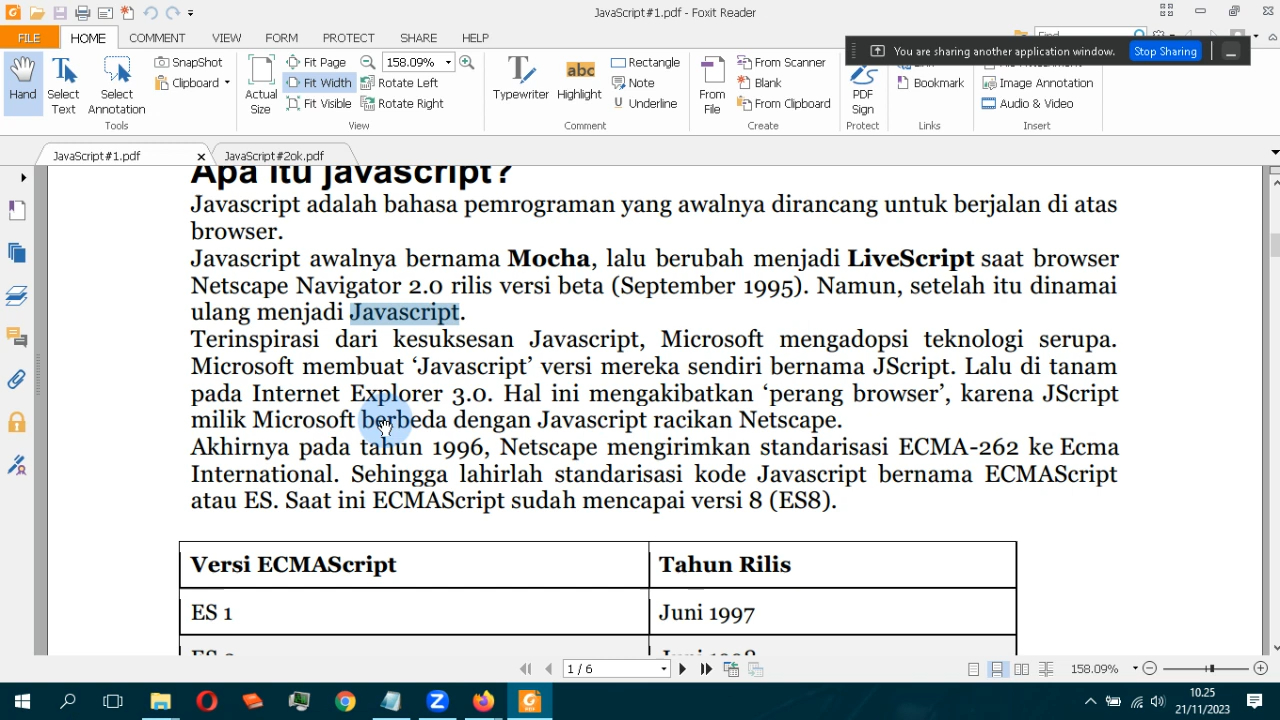 JavaScript#1.pdf - Foxit Reader
FILE HOME COMMENT VIEW FORM PROTECT SHARE HELP
Find
You are sharing another application window. Stop Sharing
Hand
Select Text
Select Annotation
SnapShot
Clipboard
Tools
Actual Size
Fit Page
Fit Width
Fit Visible
158.09%
Rotate Left
Rotate Right
View
Typewriter
Highlight
Rectangle
Note
Underline
Comment
From File
From Scanner
Blank
From Clipboard
Create
PDF Sign
Protect
Bookmark
Links
Image Annotation
Audio & Video
Insert
JavaScript#1.pdf x JavaScript#2ok.pdf
Apa itu javascript?
Javascript adalah bahasa pemrograman yang awalnya dirancang untuk berjalan di atas
browser.
Javascript awalnya bernama Mocha, lalu berubah menjadi LiveScript saat browser
Netscape Navigator 2.0 rilis versi beta (September 1995). Namun, setelah itu dinamai
ulang menjadi Javascript.
Terinspirasi dari kesuksesan Javascript, Microsoft mengadopsi teknologi serupa.
Microsoft membuat ‘Javascript’ versi mereka sendiri bernama JScript. Lalu di tanam
pada Internet Explorer 3.0. Hal ini mengakibatkan ‘perang browser’, karena JScript
milik Microsoft berbeda dengan Javascript racikan Netscape.
Akhirnya pada tahun 1996, Netscape mengirimkan standarisasi ECMA-262 ke Ecma
International. Sehingga lahirlah standarisasi kode Javascript bernama ECMAScript
atau ES. Saat ini ECMAScript sudah mencapai versi 8 (ES8).
Versi ECMAScript Tahun Rilis
ES 1 Juni 1997
1 / 6
158.09%
10.25
21/11/2023